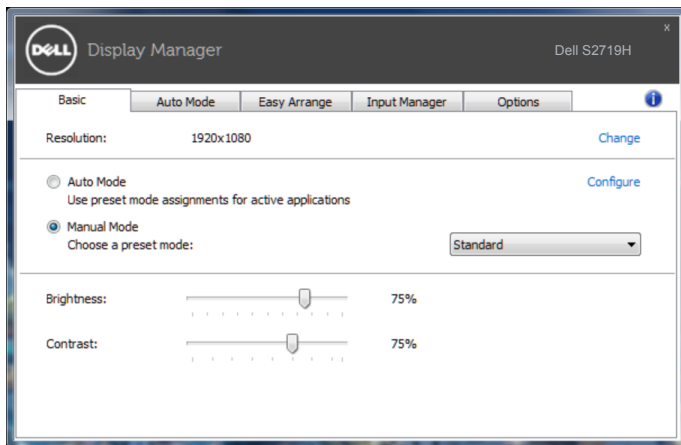 DELL Display Manager Dell S2719H x
Basic Auto Mode Easy Arrange Input Manager Options i
Resolution: 1920x1080 Change
Auto Mode Configure
Use preset mode assignments for active applications
Manual Mode
Choose a preset mode: Standard
Brightness: 75%
Contrast: 75%